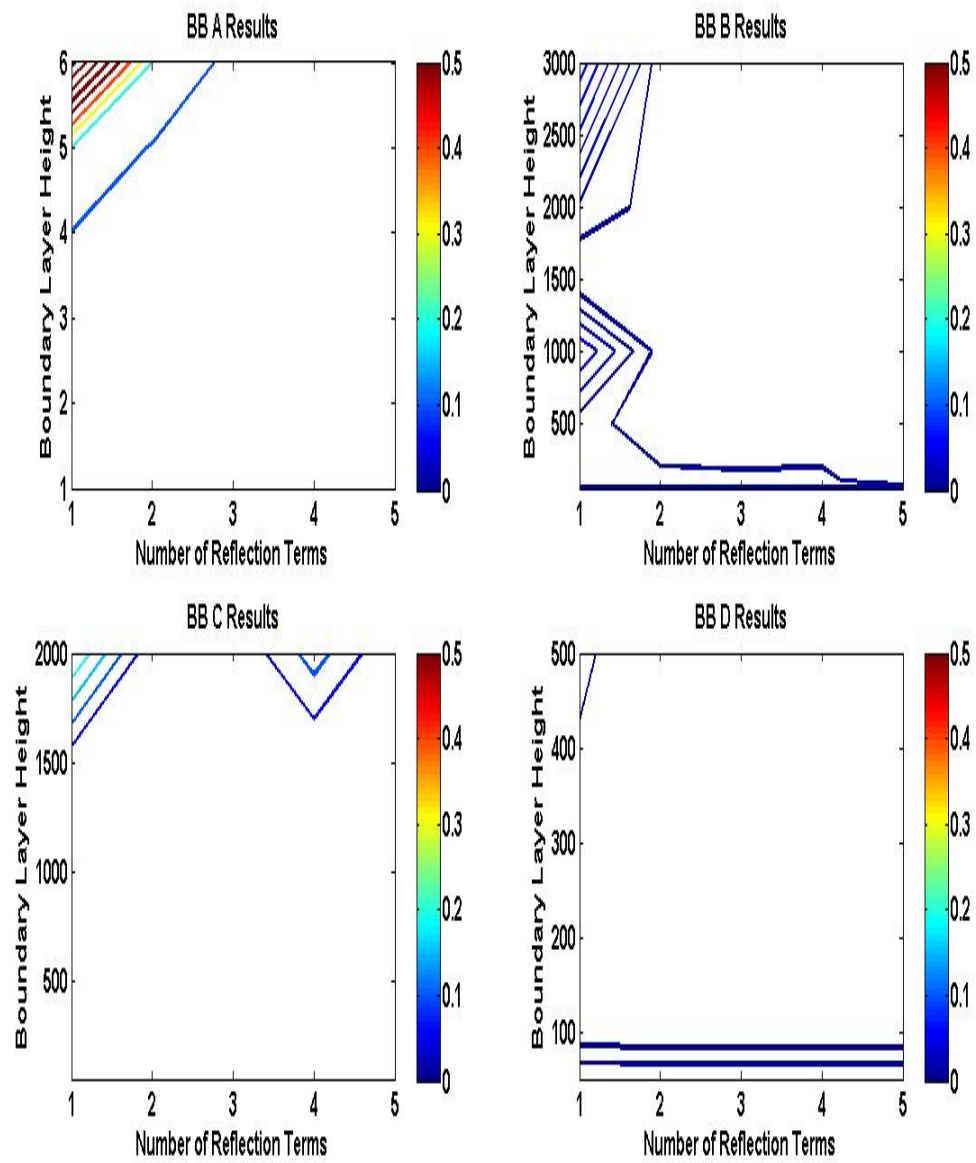 BB A Results
Boundary Layer Height
6
5
4
3
2
1
1 2 3 4 5
Number of Reflection Terms
0.5
0.4
0.3
0.2
0.1
0
BB B Results
Boundary Layer Height
3000
2500
2000
1500
1000
500
1 2 3 4 5
Number of Reflection Terms
0.5
0.4
0.3
0.2
0.1
0
BB C Results
Boundary Layer Height
2000
1500
1000
500
1 2 3 4 5
Number of Reflection Terms
0.5
0.4
0.3
0.2
0.1
0
BB D Results
Boundary Layer Height
500
400
300
200
100
1 2 3 4 5
Number of Reflection Terms
0.5
0.4
0.3
0.2
0.1
0